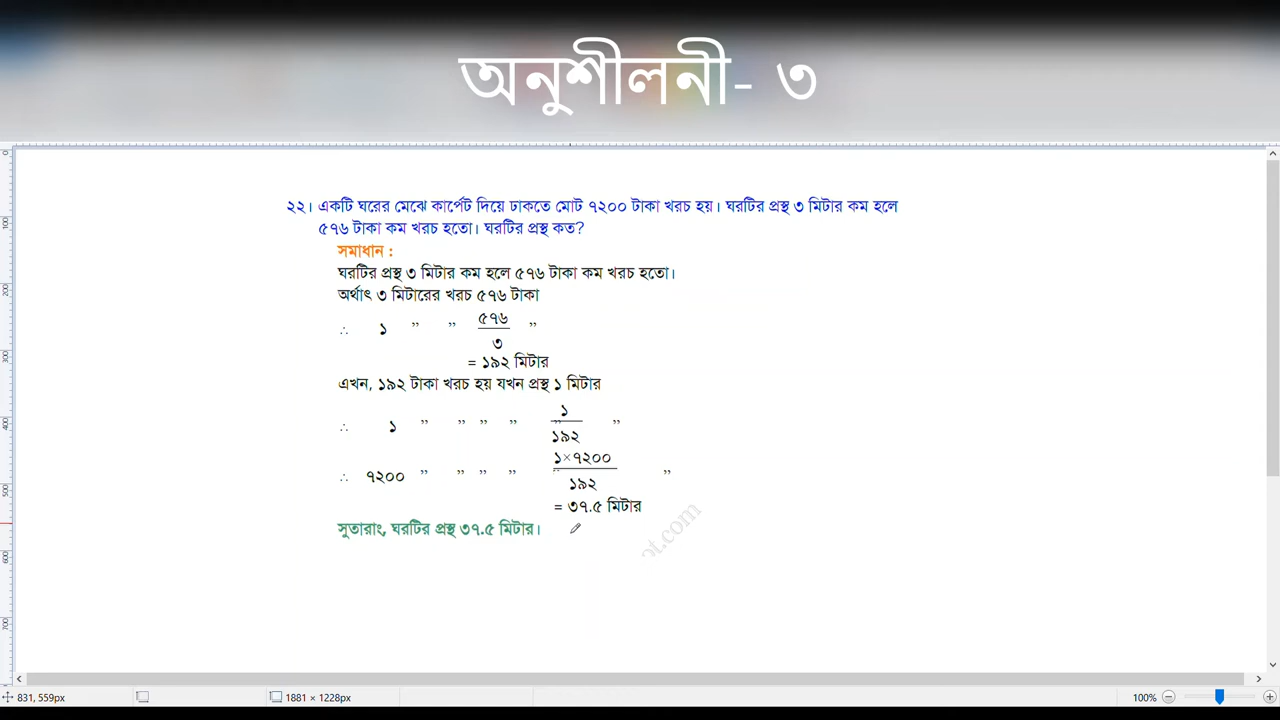 অনুশীলনী- ৩
২২। একটি ঘরের মেঝে কার্পেট দিয়ে ঢাকতে মোট ৭২০০ টাকা খরচ হয়। ঘরটির প্রস্থ ৩ মিটার কম হলে
৫৭৬ টাকা কম খরচ হতো। ঘরটির প্রস্থ কত?
সমাধান :
ঘরটির প্রস্থ ৩ মিটার কম হলে ৫৭৬ টাকা কম খরচ হতো।
অর্থাৎ ৩ মিটারের খরচ ৫৭৬ টাকা
∴ ১ ” ” ৫৭৬/৩ ”
= ১৯২ মিটার
এখন, ১৯২ টাকা খরচ হয় যখন প্রস্থ ১ মিটার
∴ ১ ” ” ” ” ১/১৯২ ”
∴ ৭২০০ ” ” ” ” ১×৭২০০/১৯২ ”
= ৩৭.৫ মিটার
সুতারাং, ঘরটির প্রস্থ ৩৭.৫ মিটার।
ot.com
831, 559px
1881 × 1228px
100%